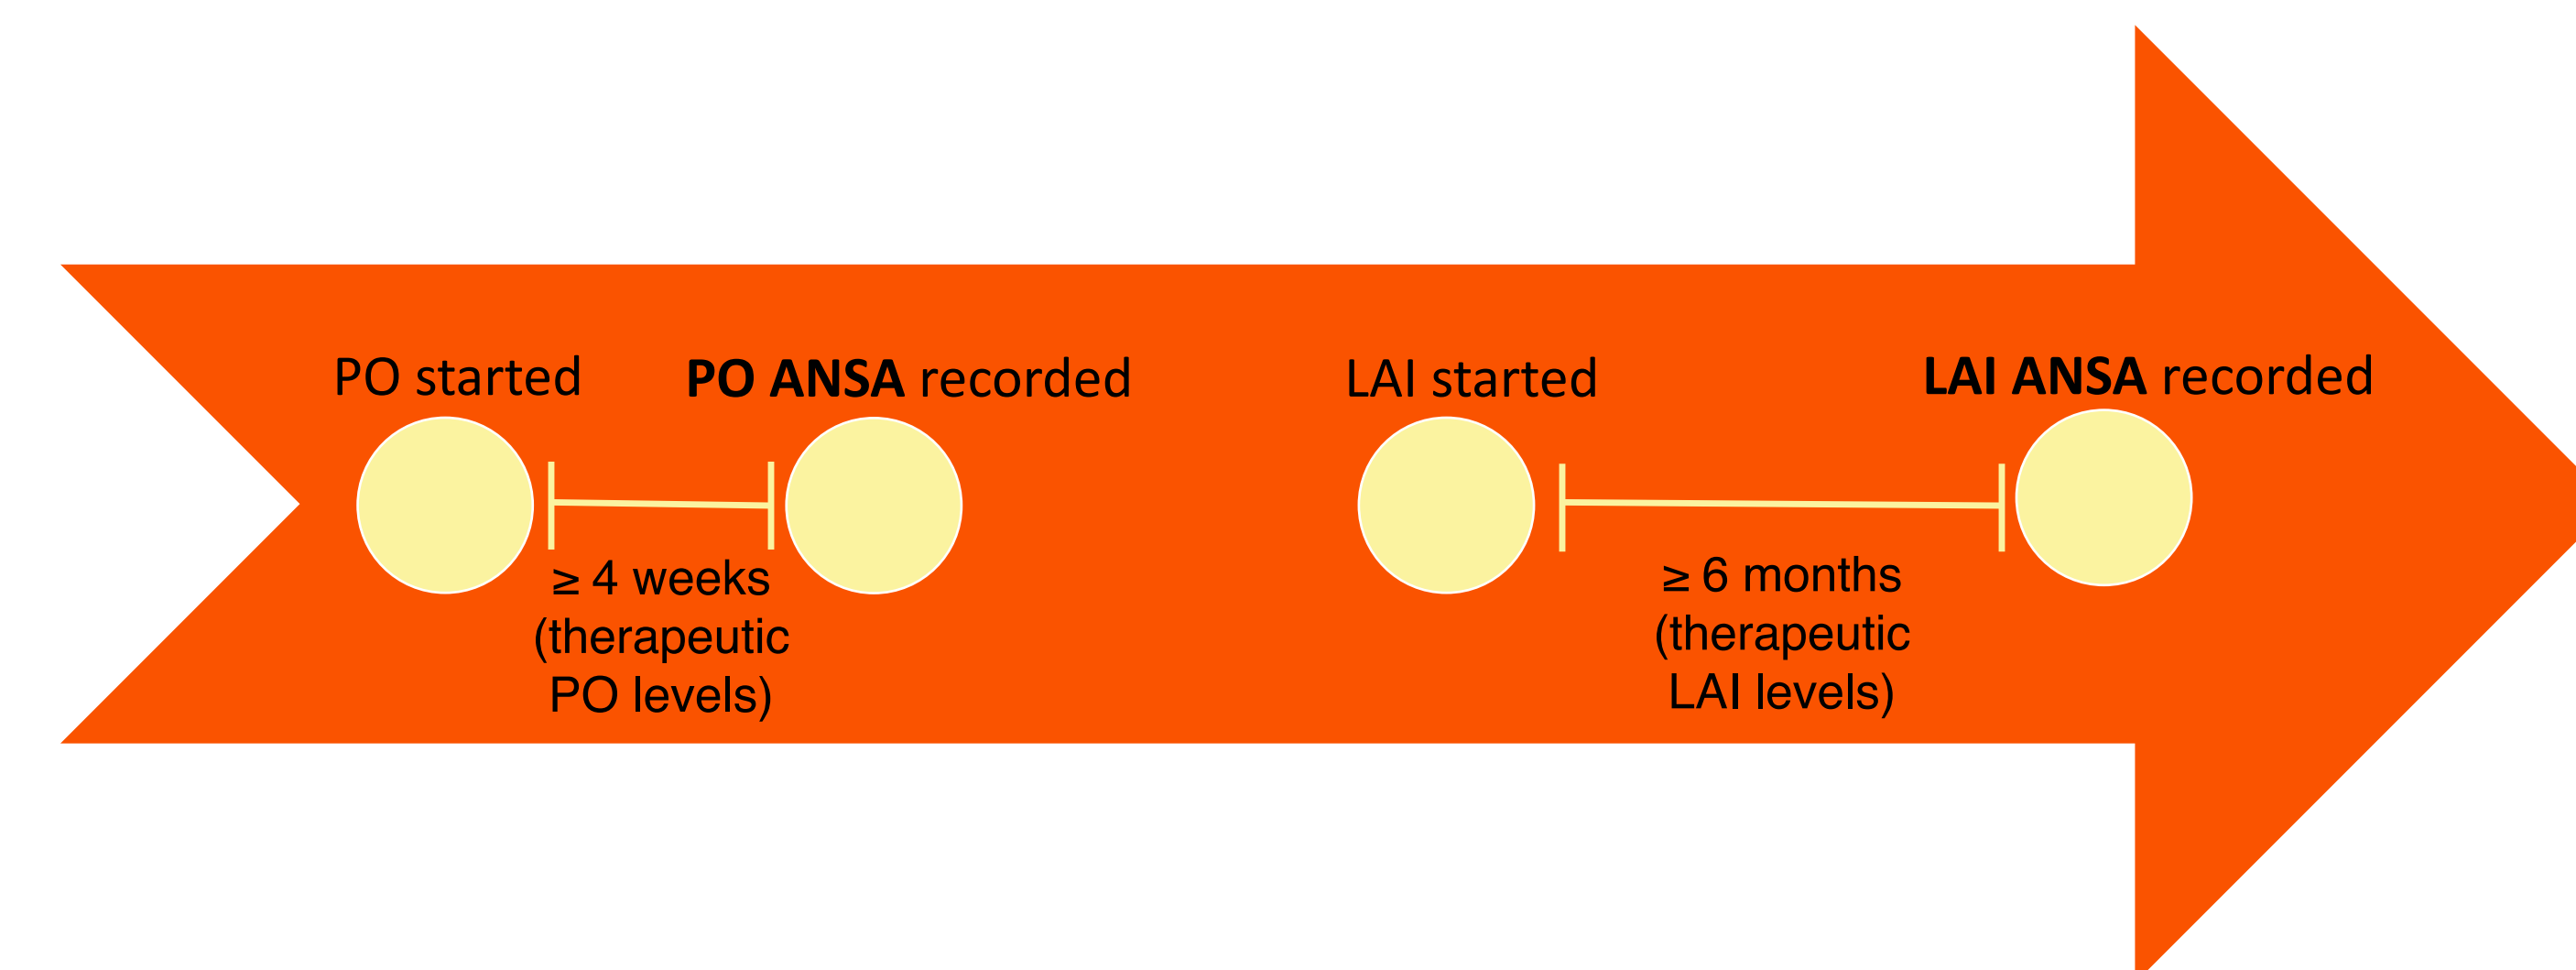 PO started
PO ANSA recorded
LAI started
LAI ANSA recorded
≥ 4 weeks
(therapeutic
PO levels)
≥ 6 months
(therapeutic
LAI levels)